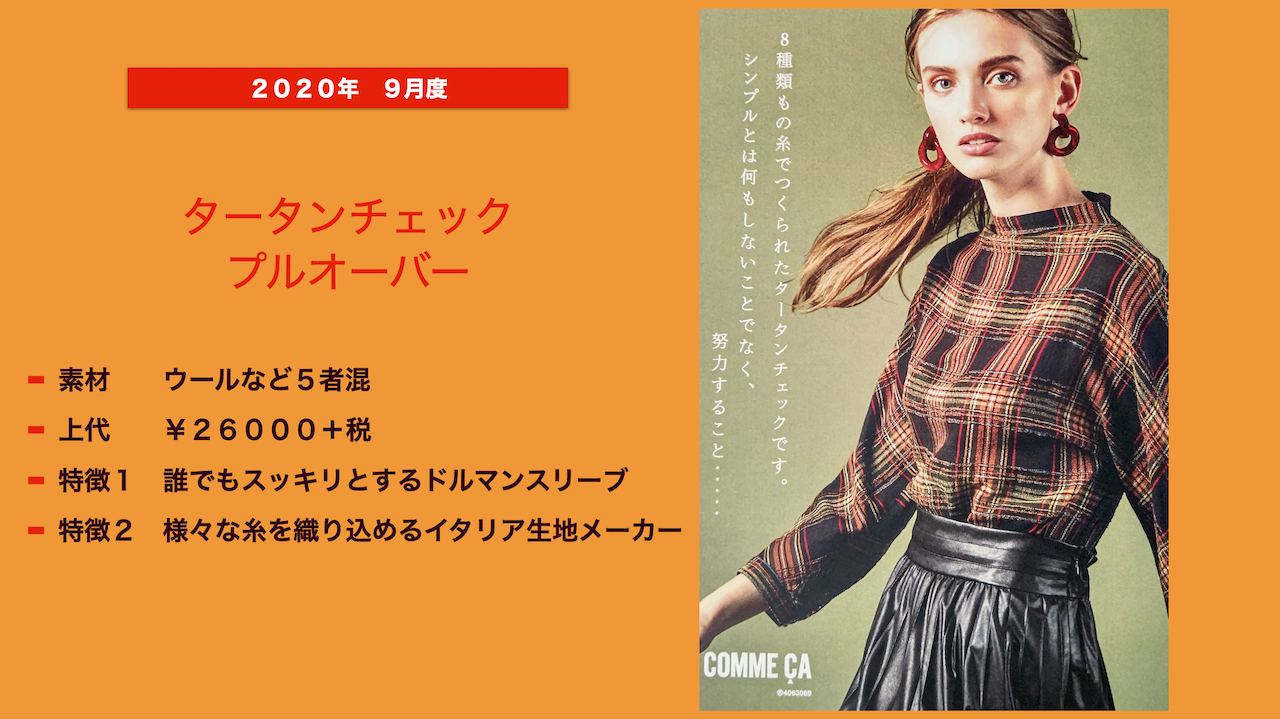 ２０２０年　９月度
タータンチェック
プルオーバー
素材　　ウールなど５者混
上代　　￥２６０００＋税
特徴１　誰でもスッキリとするドルマンスリーブ
特徴２　様々な糸を織り込めるイタリア生地メーカー
8種類もの糸でつくられたタータンチェックです。
シンプルとは何もしないことでなく、
努力すること・・・・・
COMME ÇA
@4063069